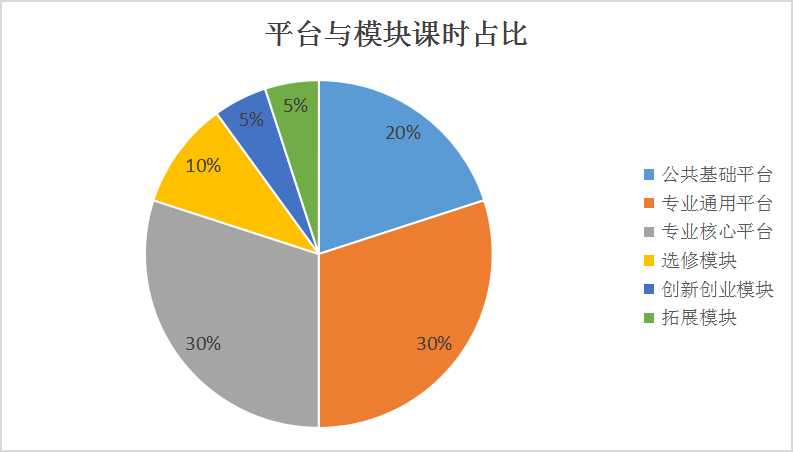 平台与模块课时占比
5%
5%
20%
10%
30%
30%
公共基础平台
专业通用平台
专业核心平台
选修模块
创新创业模块
拓展模块